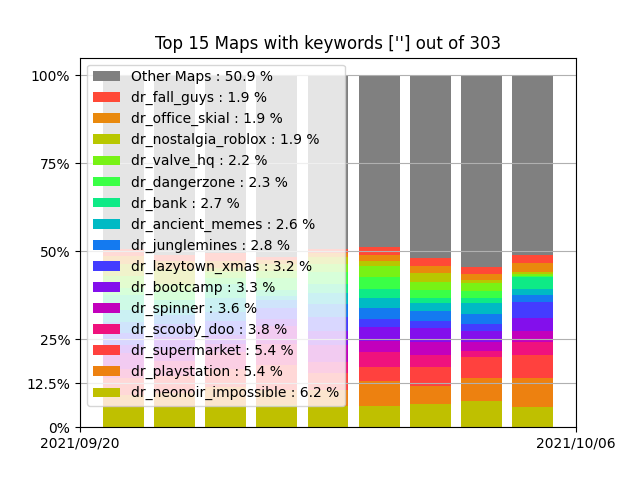 Top 15 Maps with keywords [''] out of 303
100%
75%
50%
25%
12.5%
0%
Other Maps : 50.9 %
dr_fall_guys : 1.9 %
dr_office_skial : 1.9 %
dr_nostalgia_roblox : 1.9 %
dr_valve_hq : 2.2 %
dr_dangerzone : 2.3 %
dr_bank : 2.7 %
dr_ancient_memes : 2.6 %
dr_junglemines : 2.8 %
dr_lazytown_xmas : 3.2 %
dr_bootcamp : 3.3 %
dr_spinner : 3.6 %
dr_scooby_doo : 3.8 %
dr_supermarket : 5.4 %
dr_playstation : 5.4 %
dr_neonoir_impossible : 6.2 %
2021/09/20
2021/10/06